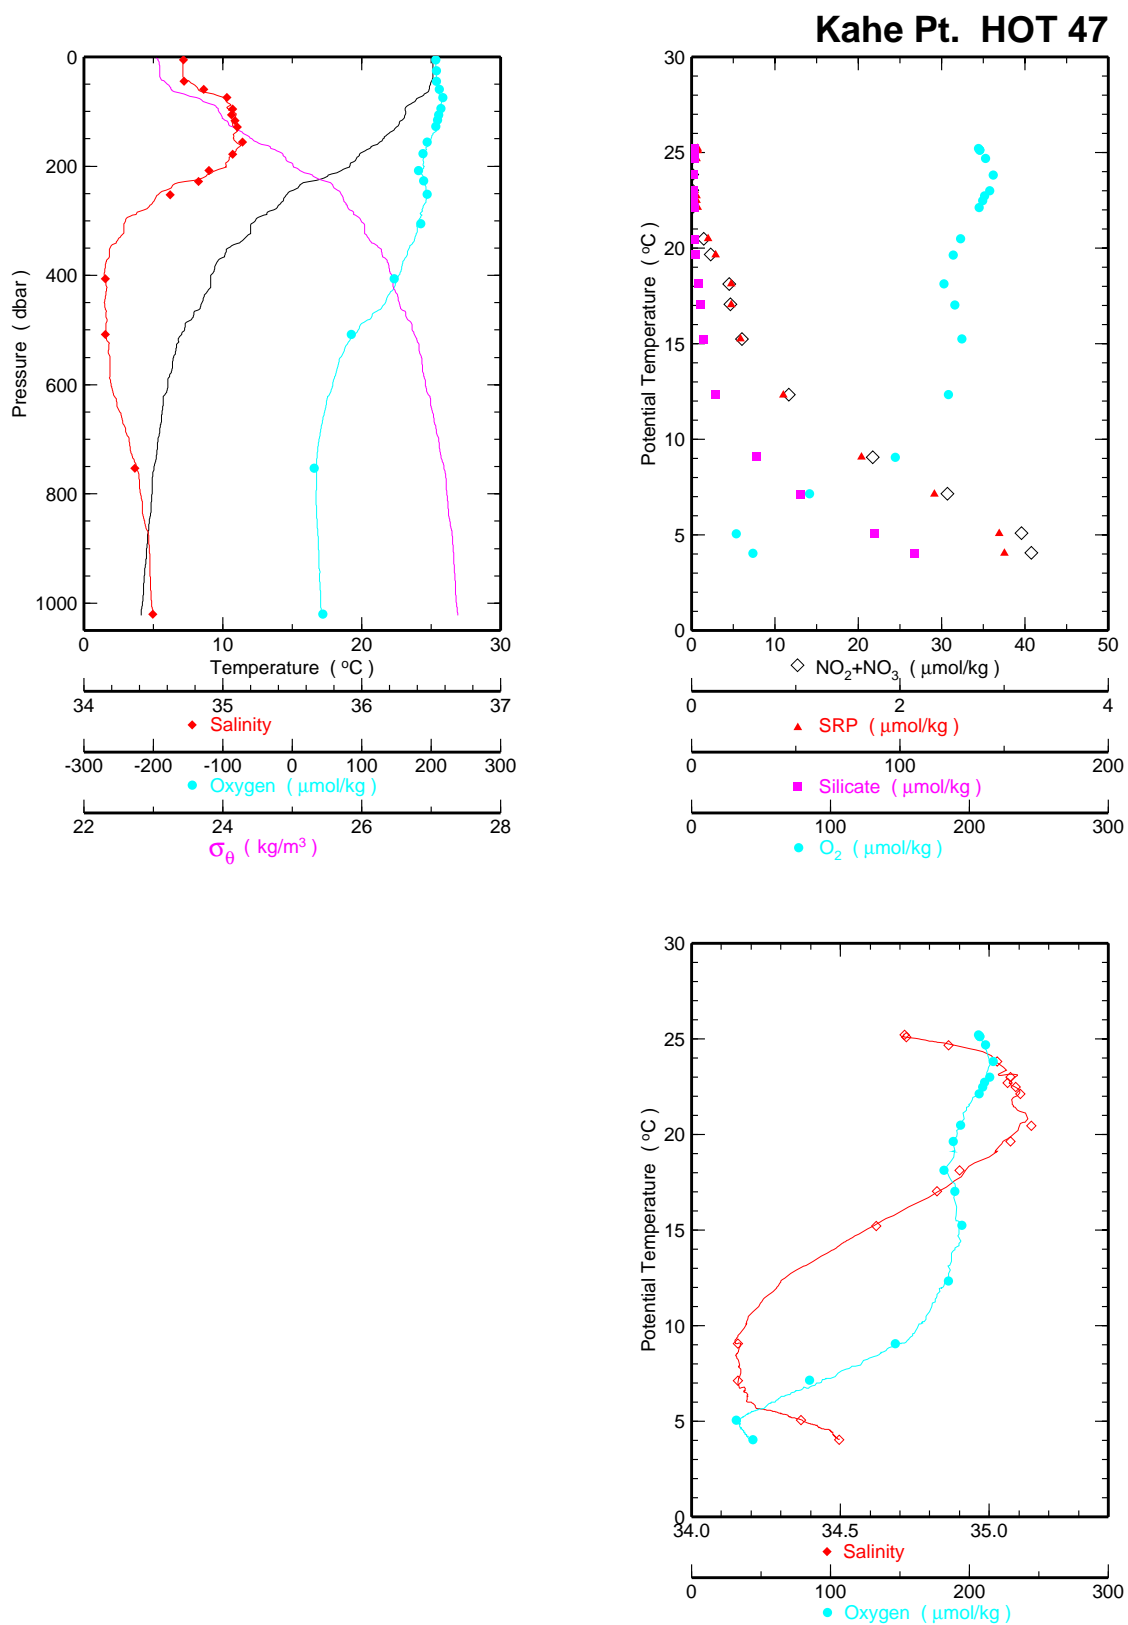 Kahe Pt.  HOT 47
0
200
400
600
800
1000
Pressure ( dbar )
0 10 20 30
Temperature ( °C )
34 35 36 37
Salinity
-300 -200 -100 0 100 200 300
Oxygen ( μmol/kg )
22 24 26 28
σθ ( kg/m³ )
30
25
20
15
10
5
0
Potential Temperature ( °C )
0 10 20 30 40 50
NO₂+NO₃ ( μmol/kg )
0 2 4
SRP ( μmol/kg )
0 100 200
Silicate ( μmol/kg )
0 100 200 300
O₂ ( μmol/kg )
30
25
20
15
10
5
0
Potential Temperature ( °C )
34.0 34.5 35.0
Salinity
0 100 200 300
Oxygen ( μmol/kg )